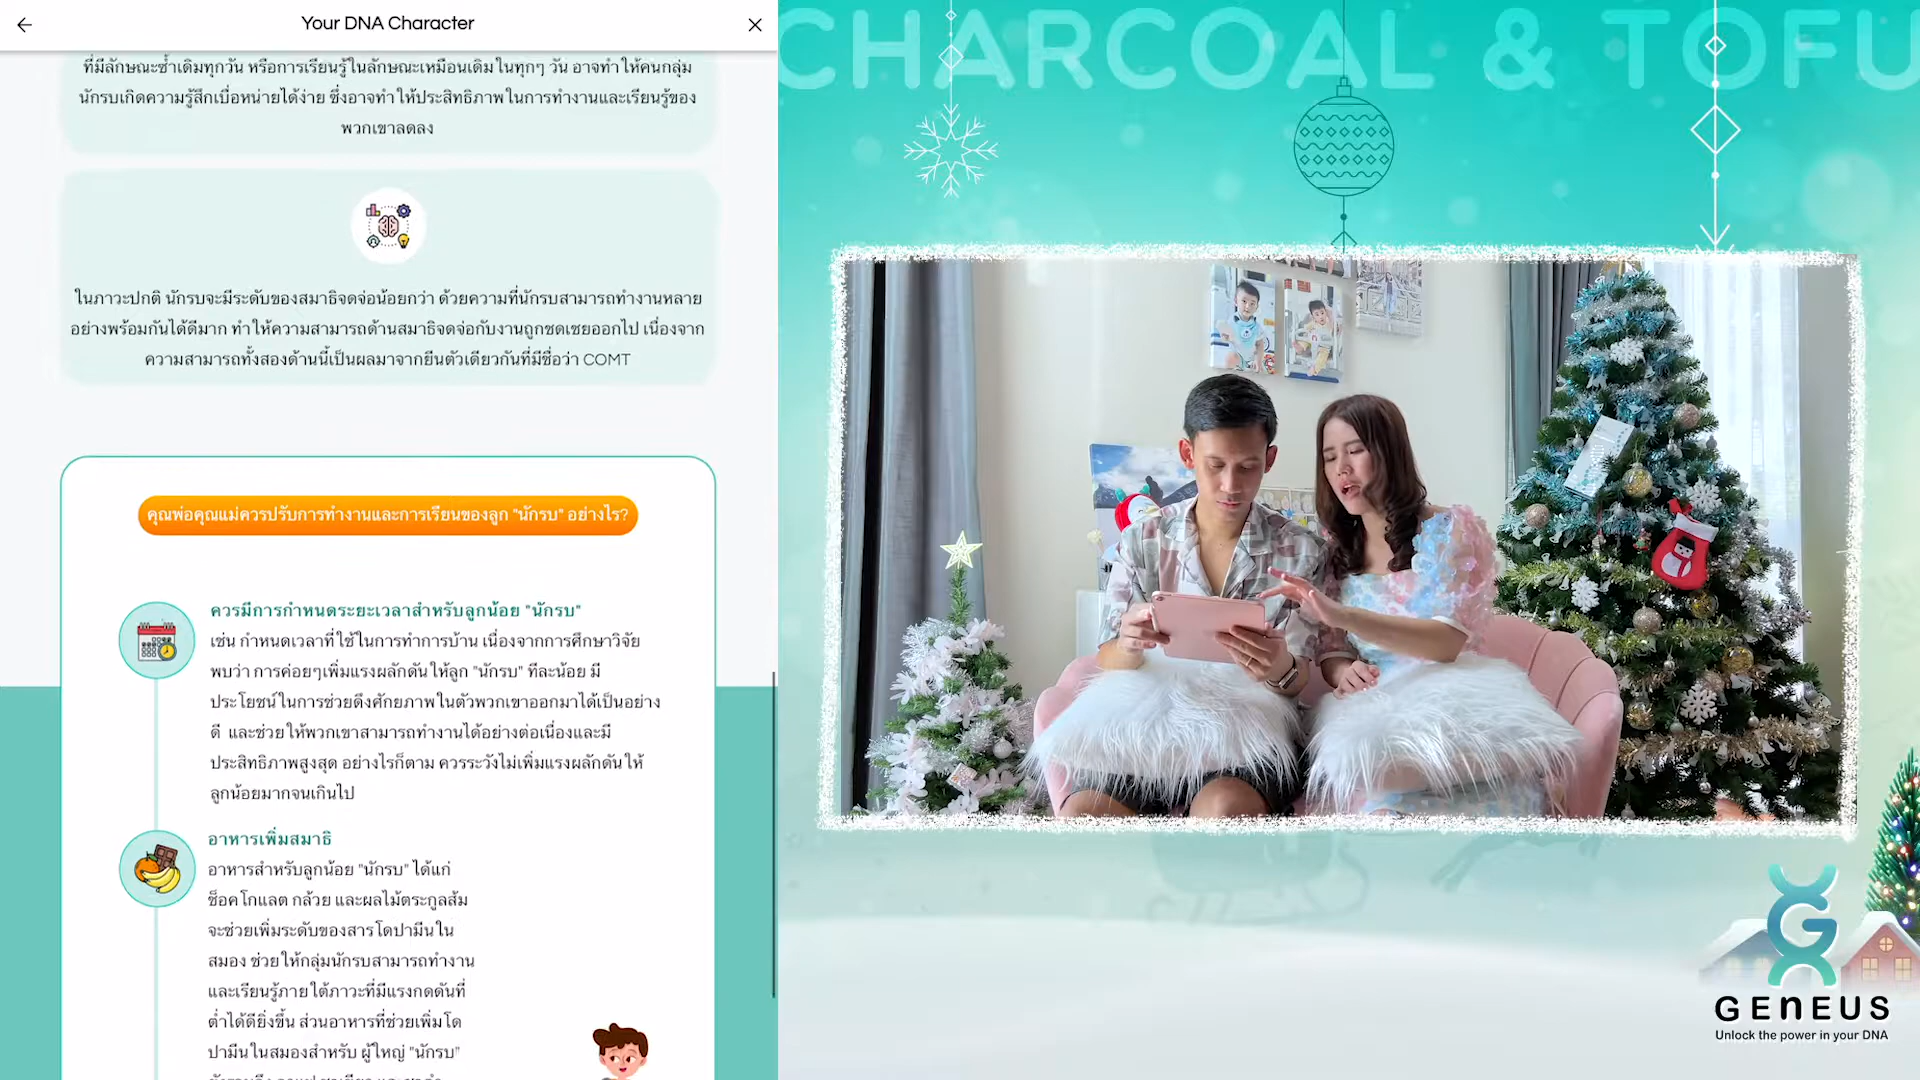 Your DNA Character
ที่มีลักษณะซ้ำเดิมทุกวัน หรือการเรียนรู้ในลักษณะเหมือนเดิมในทุกๆ วัน อาจทำให้คนกลุ่ม
นักรบเกิดความรู้สึกเบื่อหน่ายได้ง่าย ซึ่งอาจทำให้ประสิทธิภาพในการทำงานและเรียนรู้ของ
พวกเขาลดลง
ในภาวะปกติ นักรบจะมีระดับของสมาธิจดจ่อน้อยกว่า ด้วยความที่นักรบสามารถทำงานหลาย
อย่างพร้อมกันได้ดีมาก ทำให้ความสามารถด้านสมาธิจดจ่อกับงานถูกชดเชยออกไป เนื่องจาก
ความสามารถทั้งสองด้านนี้เป็นผลมาจากยีนตัวเดียวกันที่มีชื่อว่า COMT
คุณพ่อคุณแม่ควรปรับการทำงานและการเรียนของลูก "นักรบ" อย่างไร?
ควรมีการกำหนดระยะเวลาสำหรับลูกน้อย "นักรบ"
เช่น กำหนดเวลาที่ใช้ในการทำการบ้าน เนื่องจากการศึกษาวิจัย
พบว่า การค่อยๆเพิ่มแรงผลักดันให้ลูก "นักรบ" ทีละน้อย มี
ประโยชน์ในการช่วยดึงศักยภาพในตัวพวกเขาออกมาได้เป็นอย่าง
ดี และช่วยให้พวกเขาสามารถทำงานได้อย่างต่อเนื่องและมี
ประสิทธิภาพสูงสุด อย่างไรก็ตาม ควรระวังไม่เพิ่มแรงผลักดันให้
ลูกน้อยมากจนเกินไป
อาหารเพิ่มสมาธิ
อาหารสำหรับลูกน้อย "นักรบ" ได้แก่
ช็อคโกแลต กล้วย และผลไม้ตระกูลส้ม
จะช่วยเพิ่มระดับของสารโดปามีนใน
สมอง ช่วยให้กลุ่มนักรบสามารถทำงาน
และเรียนรู้ภายใต้ภาวะที่มีแรงกดดันที่
ต่ำได้ดียิ่งขึ้น ส่วนอาหารที่ช่วยเพิ่มโด
ปามีนในสมองสำหรับ ผู้ใหญ่ "นักรบ"
CHARCOAL & TOFU
GENEUS
Unlock the power in your DNA